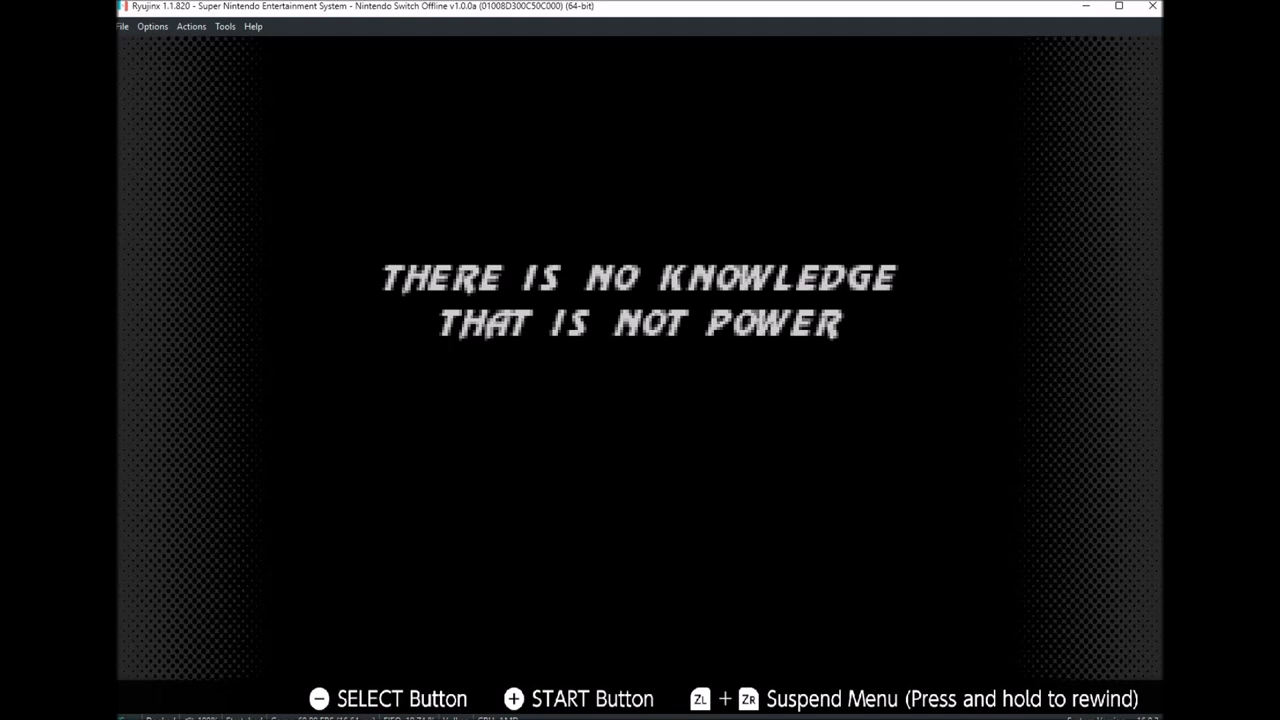 Ryujinx 1.1.820 - Super Nintendo Entertainment System - Nintendo Switch Offline v1.0.0a (01008D300C50C000) (64-bit)
File Options Actions Tools Help
THERE IS NO KNOWLEDGE
THAT IS NOT POWER
SELECT Button START Button ZL + ZR Suspend Menu (Press and hold to rewind)